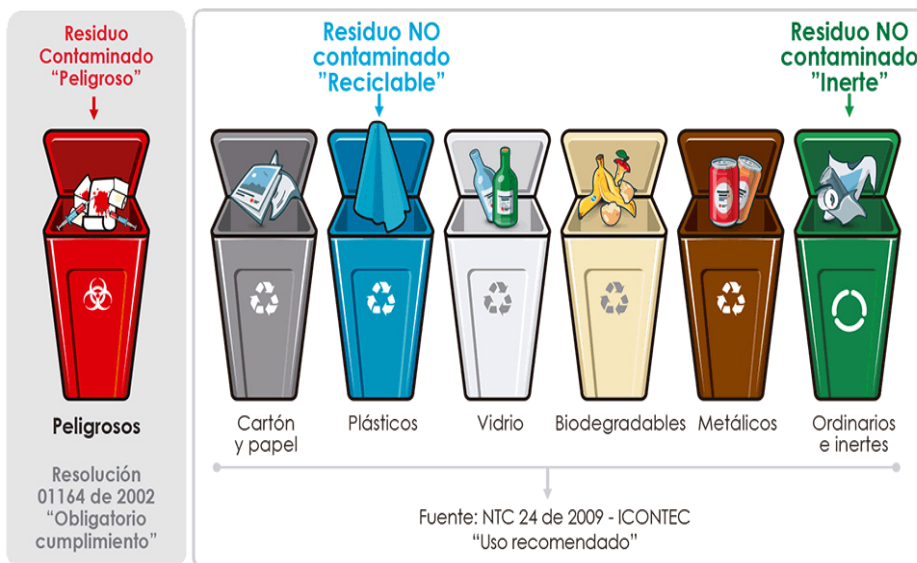 Residuo
Contaminado
“Peligroso”
Peligrosos
Resolución
01164 de 2002
“Obligatorio
cumplimiento”
Residuo NO
contaminado
”Reciclable”
Residuo NO
contaminado
”Inerte”
Cartón
y papel
Plásticos
Vidrio
Biodegradables
Metálicos
Ordinarios
e inertes
Fuente: NTC 24 de 2009 - ICONTEC
“Uso recomendado”